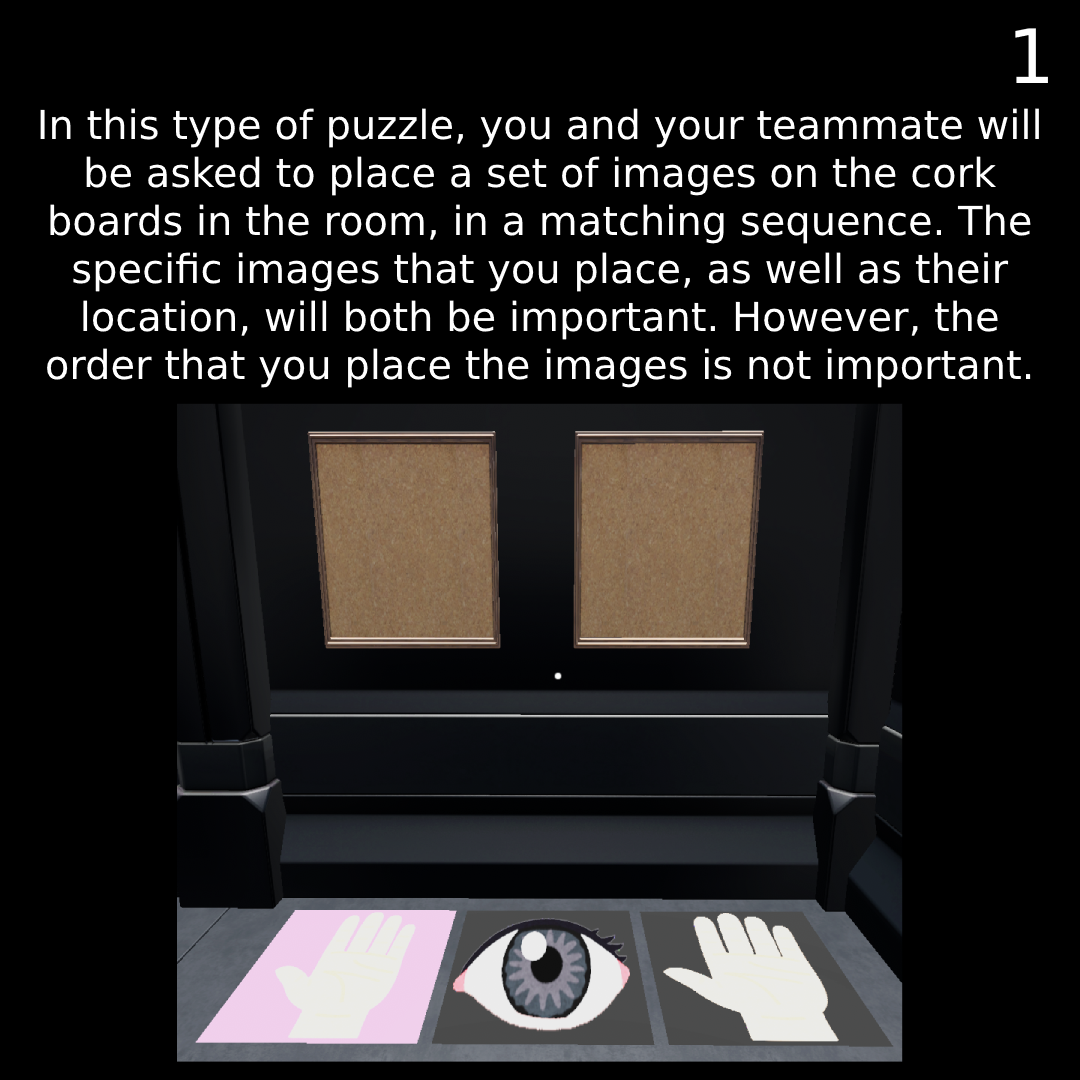 1
In this type of puzzle, you and your teammate will
be asked to place a set of images on the cork
boards in the room, in a matching sequence. The
specific images that you place, as well as their
location, will both be important. However, the
order that you place the images is not important.